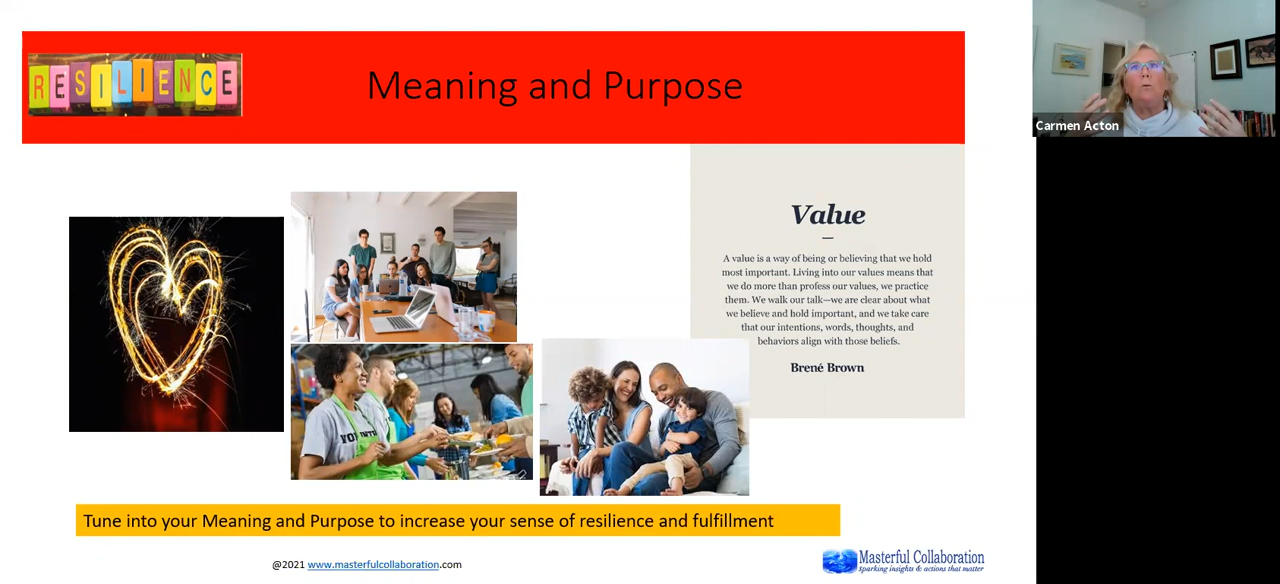 RESILIENCE
Meaning and Purpose
Carmen Acton
Value
A value is a way of being or believing that we hold
most important. Living into our values means that
we do more than profess our values, we practice
them. We walk our talk—we are clear about what
we believe and hold important, and we take care
that our intentions, words, thoughts, and
behaviors align with those beliefs.
Brené Brown
Tune into your Meaning and Purpose to increase your sense of resilience and fulfillment
@2021 www.masterfulcollaboration.com
Masterful Collaboration
Sparking insights & actions that matter